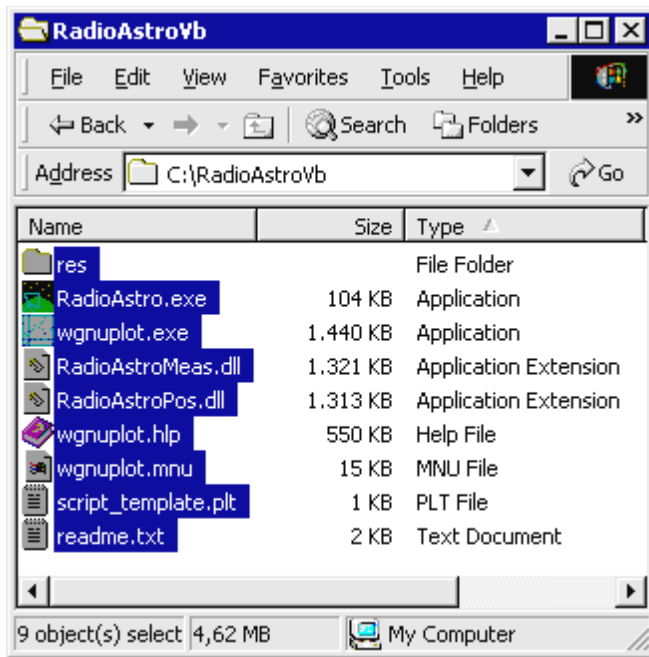 RadioAstroVb
File Edit View Favorites Tools Help
Back Search Folders »
Address C:\RadioAstroVb Go
Name Size Type
res File Folder
RadioAstro.exe 104 KB Application
wgnuplot.exe 1.440 KB Application
RadioAstroMeas.dll 1.321 KB Application Extension
RadioAstroPos.dll 1.313 KB Application Extension
wgnuplot.hlp 550 KB Help File
wgnuplot.mnu 15 KB MNU File
script_template.plt 1 KB PLT File
readme.txt 2 KB Text Document
9 object(s) select 4,62 MB My Computer